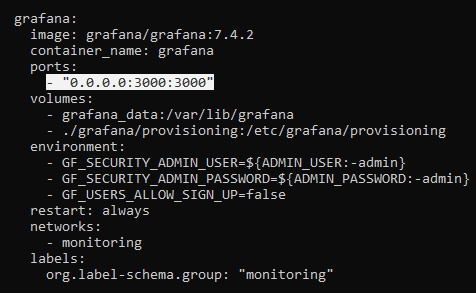 grafana:
  image: grafana/grafana:7.4.2
  container_name: grafana
  ports:
    - "0.0.0.0:3000:3000"
  volumes:
    - grafana_data:/var/lib/grafana
    - ./grafana/provisioning:/etc/grafana/provisioning
  environment:
    - GF_SECURITY_ADMIN_USER=${ADMIN_USER:-admin}
    - GF_SECURITY_ADMIN_PASSWORD=${ADMIN_PASSWORD:-admin}
    - GF_USERS_ALLOW_SIGN_UP=false
  restart: always
  networks:
    - monitoring
  labels:
    org.label-schema.group: "monitoring"